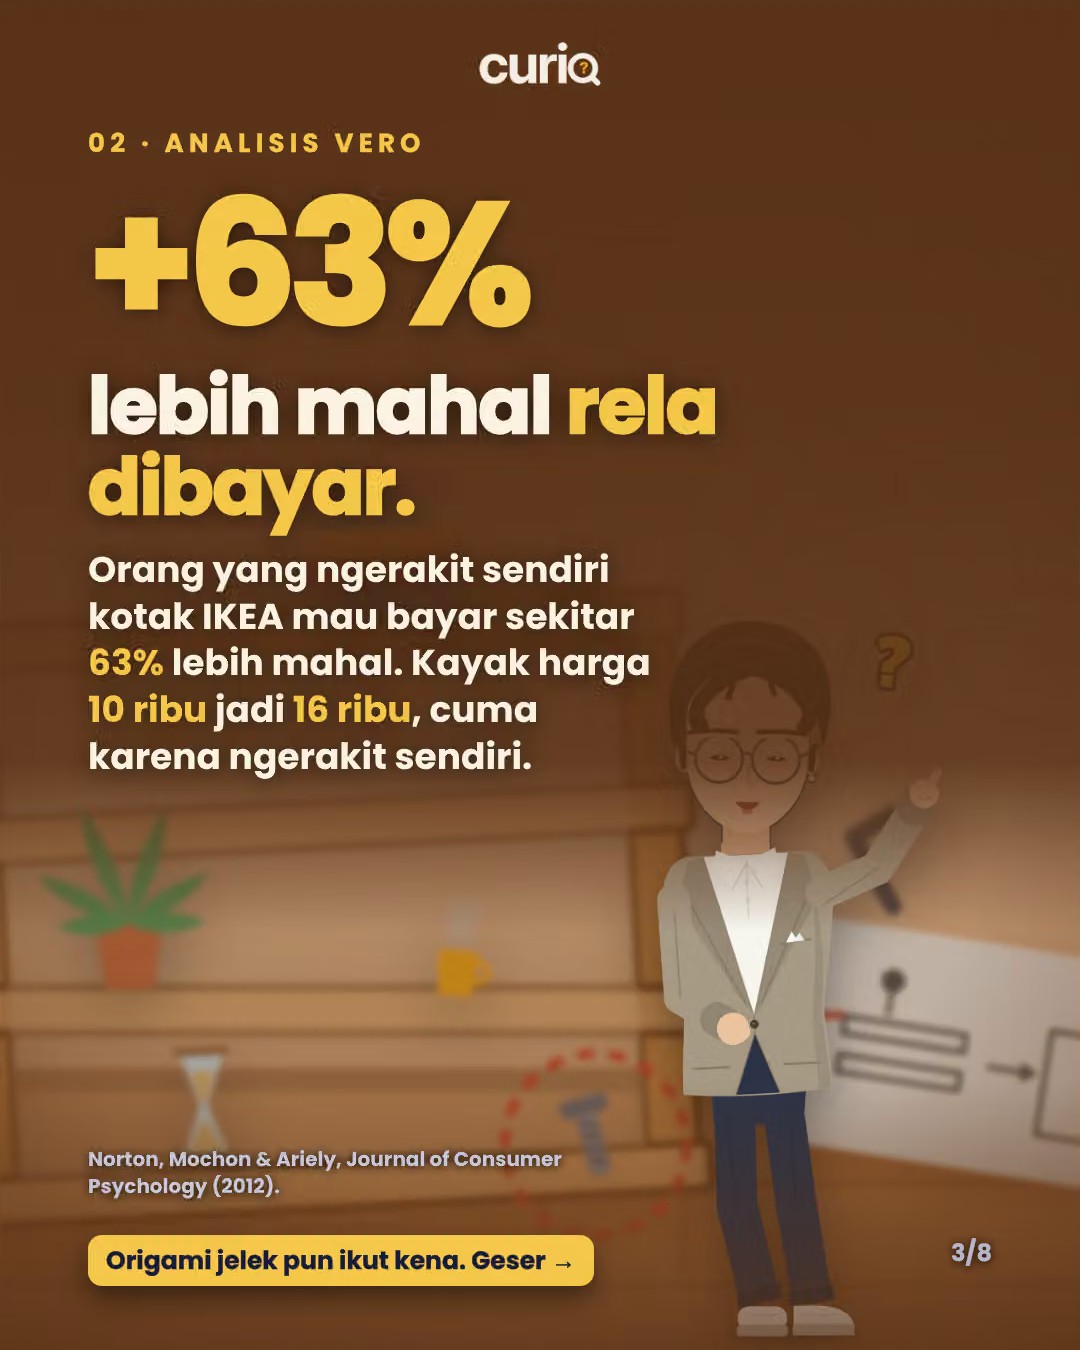 curio
02 · ANALISIS VERO
+63%
lebih mahal rela
dibayar.
Orang yang ngerakit sendiri
kotak IKEA mau bayar sekitar
63% lebih mahal. Kayak harga
10 ribu jadi 16 ribu, cuma
karena ngerakit sendiri.
?
Norton, Mochon & Ariely, Journal of Consumer
Psychology (2012).
Origami jelek pun ikut kena. Geser →
3/8